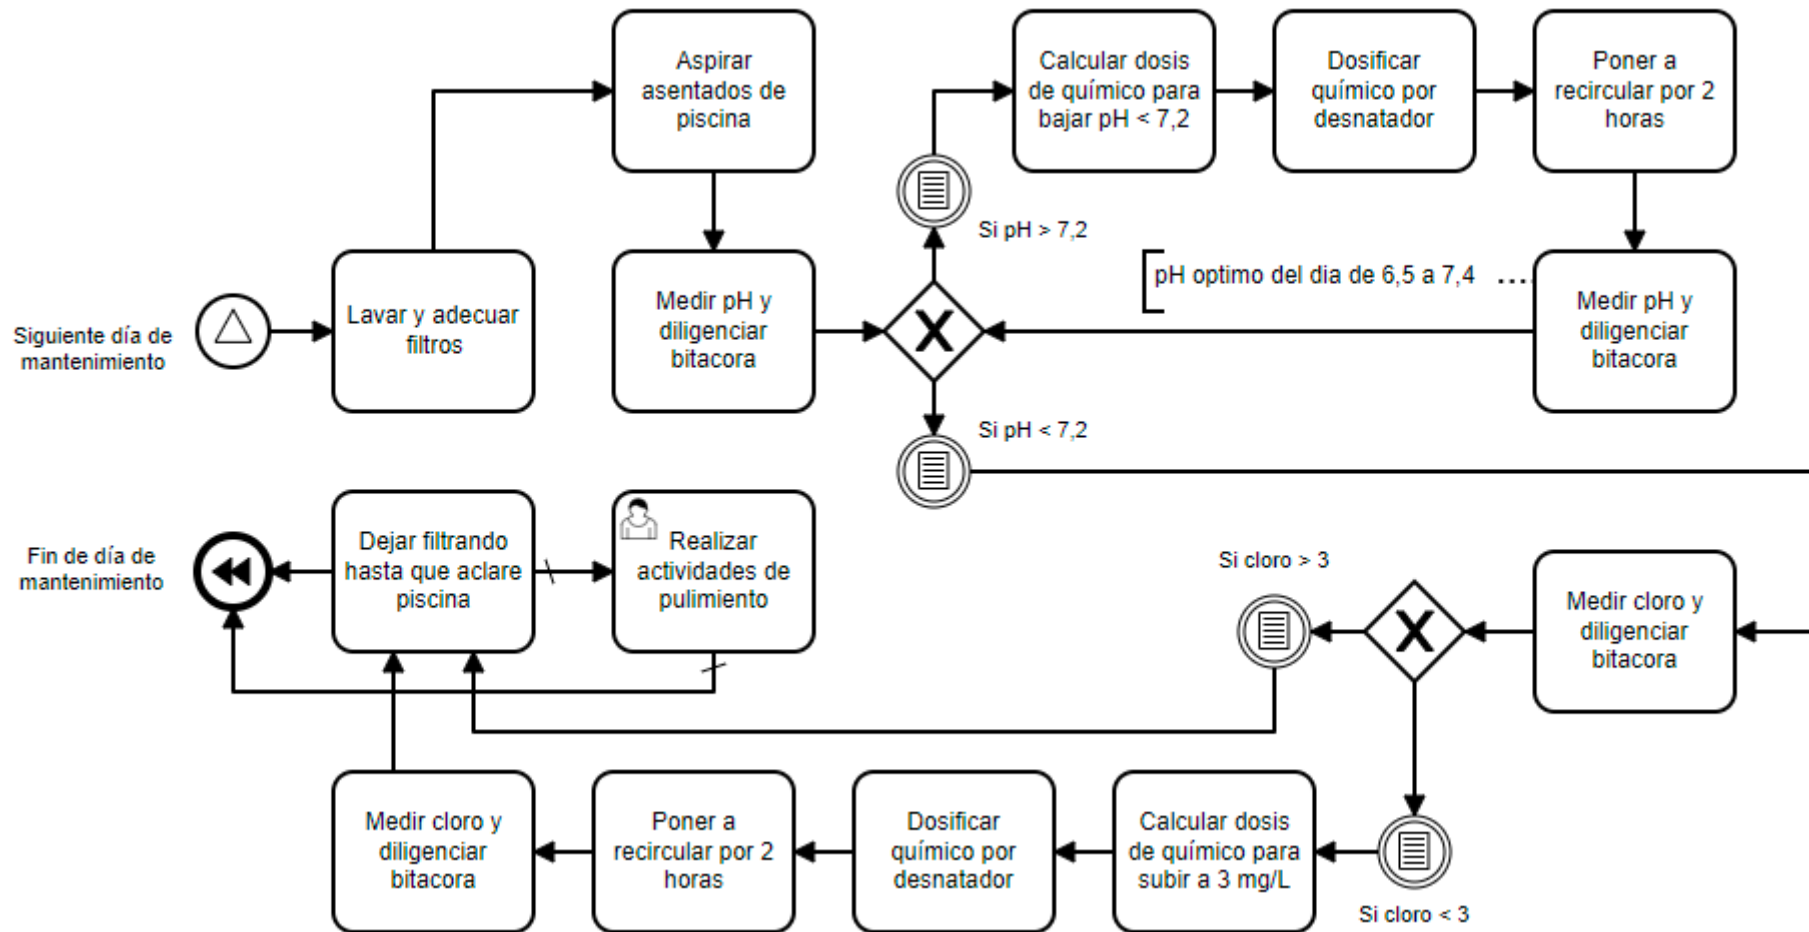 Siguiente día de
mantenimiento
Lavar y adecuar
filtros
Aspirar
asentados de
piscina
Medir pH y
diligenciar
bitacora
X
Si pH > 7,2
Calcular dosis
de químico para
bajar pH < 7,2
Dosificar
químico por
desnatador
Poner a
recircular por 2
horas
Medir pH y
diligenciar
bitacora
pH optimo del dia de 6,5 a 7,4
Si pH < 7,2
Medir cloro y
diligenciar
bitacora
X
Si cloro > 3
Si cloro < 3
Calcular dosis
de químico para
subir a 3 mg/L
Dosificar
químico por
desnatador
Poner a
recircular por 2
horas
Medir cloro y
diligenciar
bitacora
Dejar filtrando
hasta que aclare
piscina
Realizar
actividades de
pulimiento
Fin de día de
mantenimiento